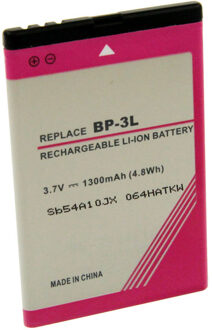 REPLACE BP-3L
RECHARGEABLE LI-ION BATTERY
3.7V ⎓ 1300mAh (4.8Wh)
Sb54A10JX 064HATKW
MADE IN CHINA